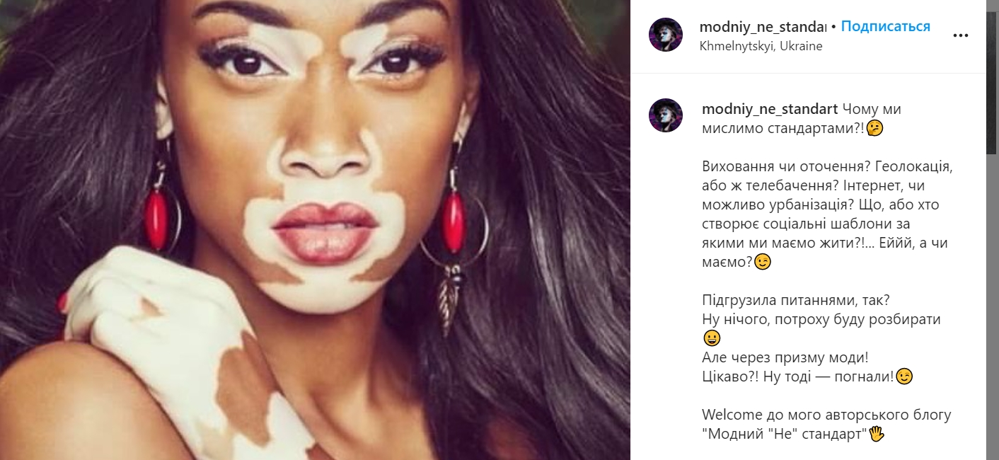 modniy_ne_standar • Подписаться
Khmelnytskyi, Ukraine
modniy_ne_standart Чому ми
мислимо стандартами?!🤔
Виховання чи оточення? Геолокація,
або ж телебачення? Інтернет, чи
можливо урбанізація? Що, або хто
створює соціальні шаблони за
якими ми маємо жити?!... Еййй, а чи
маємо?😉
Підгрузила питаннями, так?
Ну нічого, потроху буду розбирати
😀
Але через призму моди!
Цікаво?! Ну тоді — погнали!😉
Welcome до мого авторського блогу
"Модний "Не" стандарт"👋